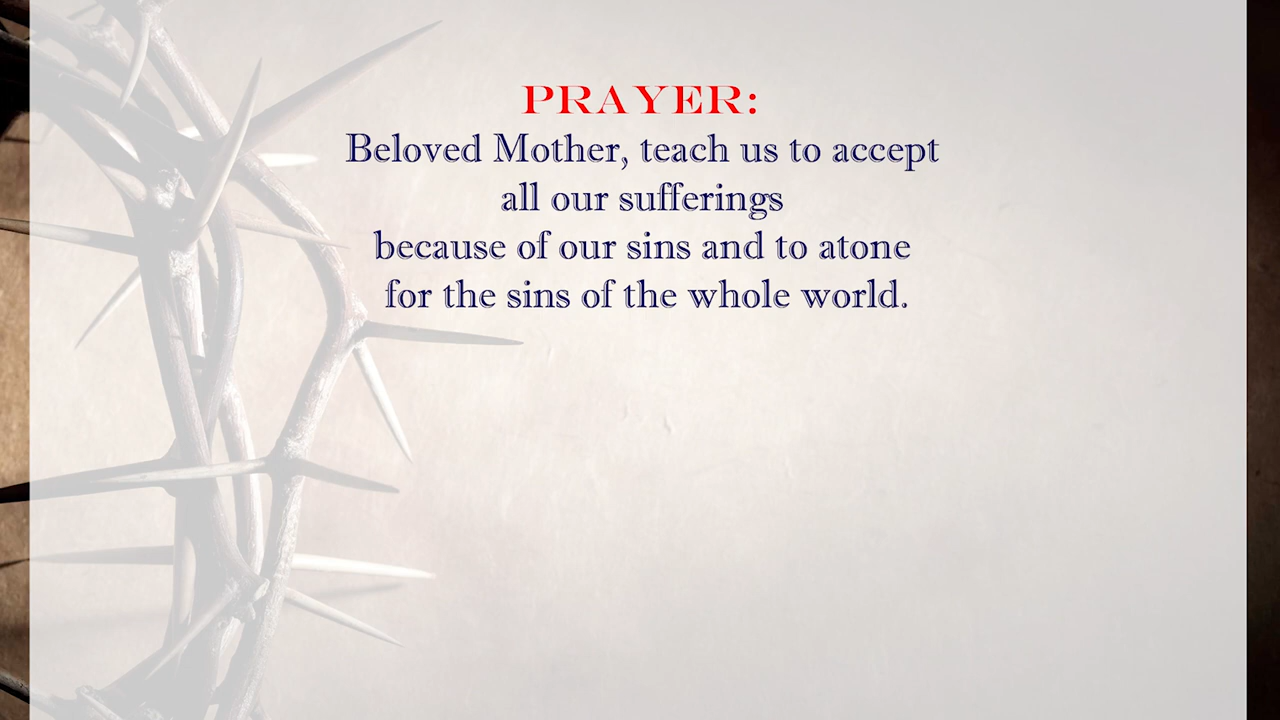 PRAYER:
Beloved Mother, teach us to accept
all our sufferings
because of our sins and to atone
for the sins of the whole world.